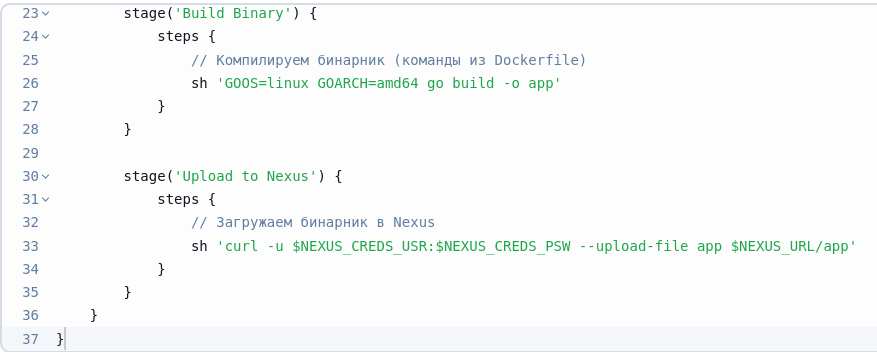 23 stage('Build Binary') {
24 steps {
25 // Компилируем бинарник (команды из Dockerfile)
26 sh 'GOOS=linux GOARCH=amd64 go build -o app'
27 }
28 }
29
30 stage('Upload to Nexus') {
31 steps {
32 // Загружаем бинарник в Nexus
33 sh 'curl -u $NEXUS_CREDS_USR:$NEXUS_CREDS_PSW --upload-file app $NEXUS_URL/app'
34 }
35 }
36 }
37 }